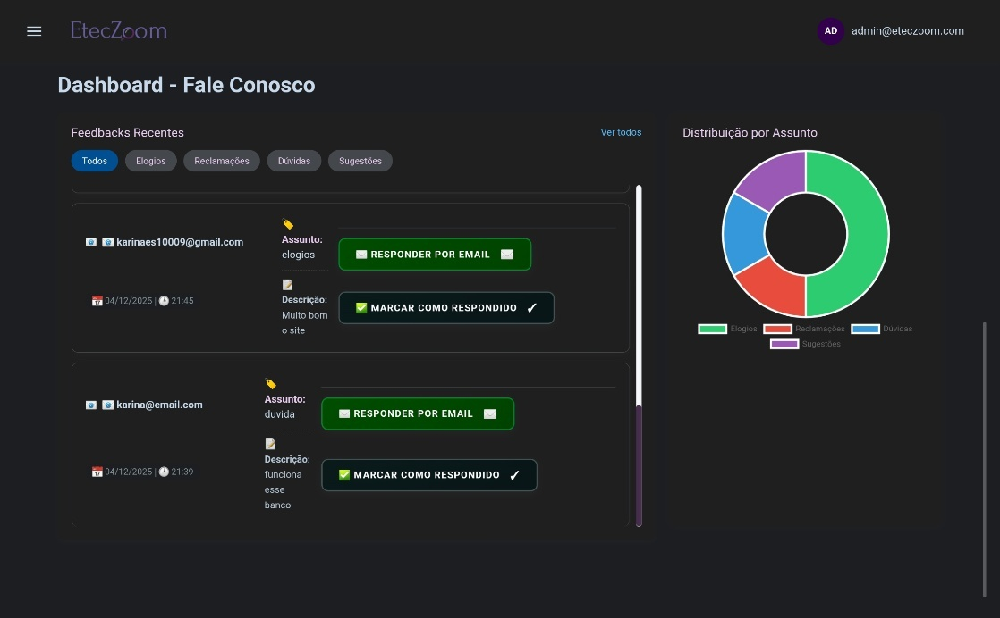 EtecZoom
AD admin@eteczoom.com
Dashboard - Fale Conosco
Feedbacks Recentes
Ver todos
Todos Elogios Reclamações Dúvidas Sugestões
karinaes10009@gmail.com
04/12/2025 | 21:45
Assunto:
elogios
Descrição:
Muito bom
o site
RESPONDER POR EMAIL
MARCAR COMO RESPONDIDO
karina@email.com
04/12/2025 | 21:39
Assunto:
duvida
Descrição:
funciona
esse
banco
RESPONDER POR EMAIL
MARCAR COMO RESPONDIDO
Distribuição por Assunto
Elogios Reclamações Dúvidas
Sugestões